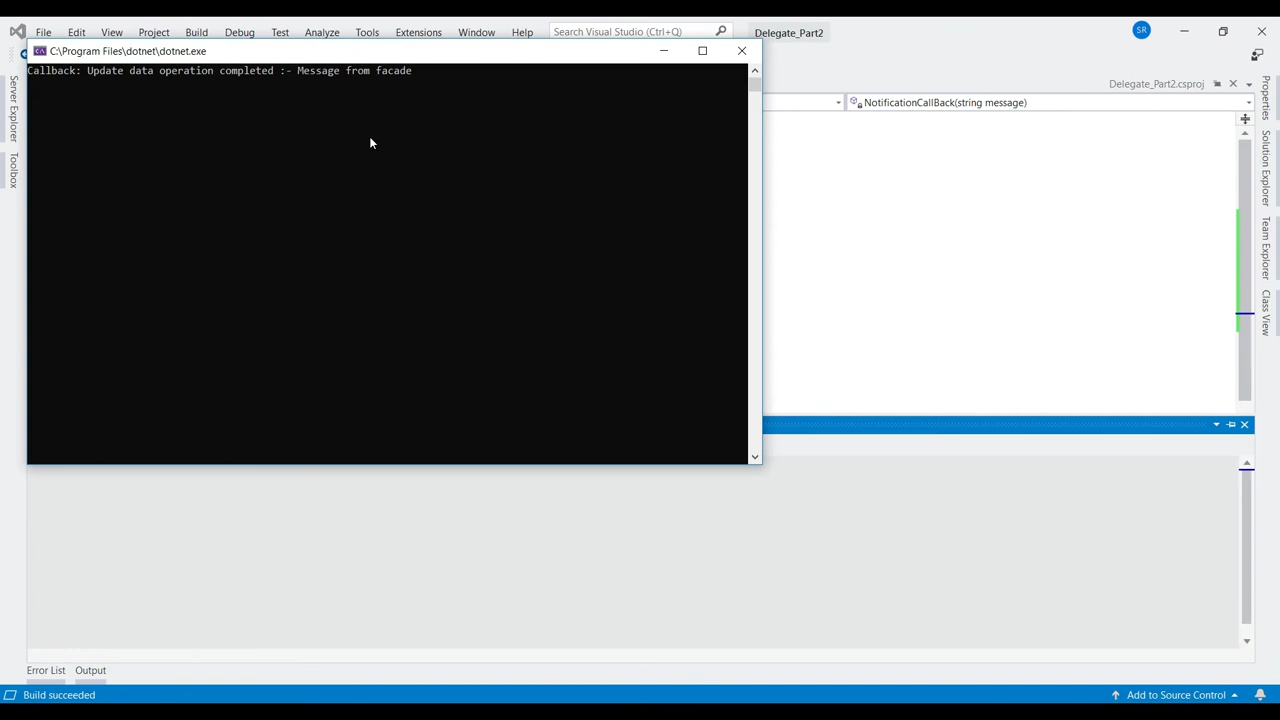 File Edit View Project Build Debug Test Analyze Tools Extensions Window Help Search Visual Studio (Ctrl+Q) Delegate_Part2 SR
C:\Program Files\dotnet\dotnet.exe
Callback: Update data operation completed :- Message from facade
Delegate_Part2.csproj
NotificationCallBack(string message)
Server Explorer
Toolbox
Properties
Solution Explorer
Team Explorer
Class View
Error List Output
Build succeeded
Add to Source Control